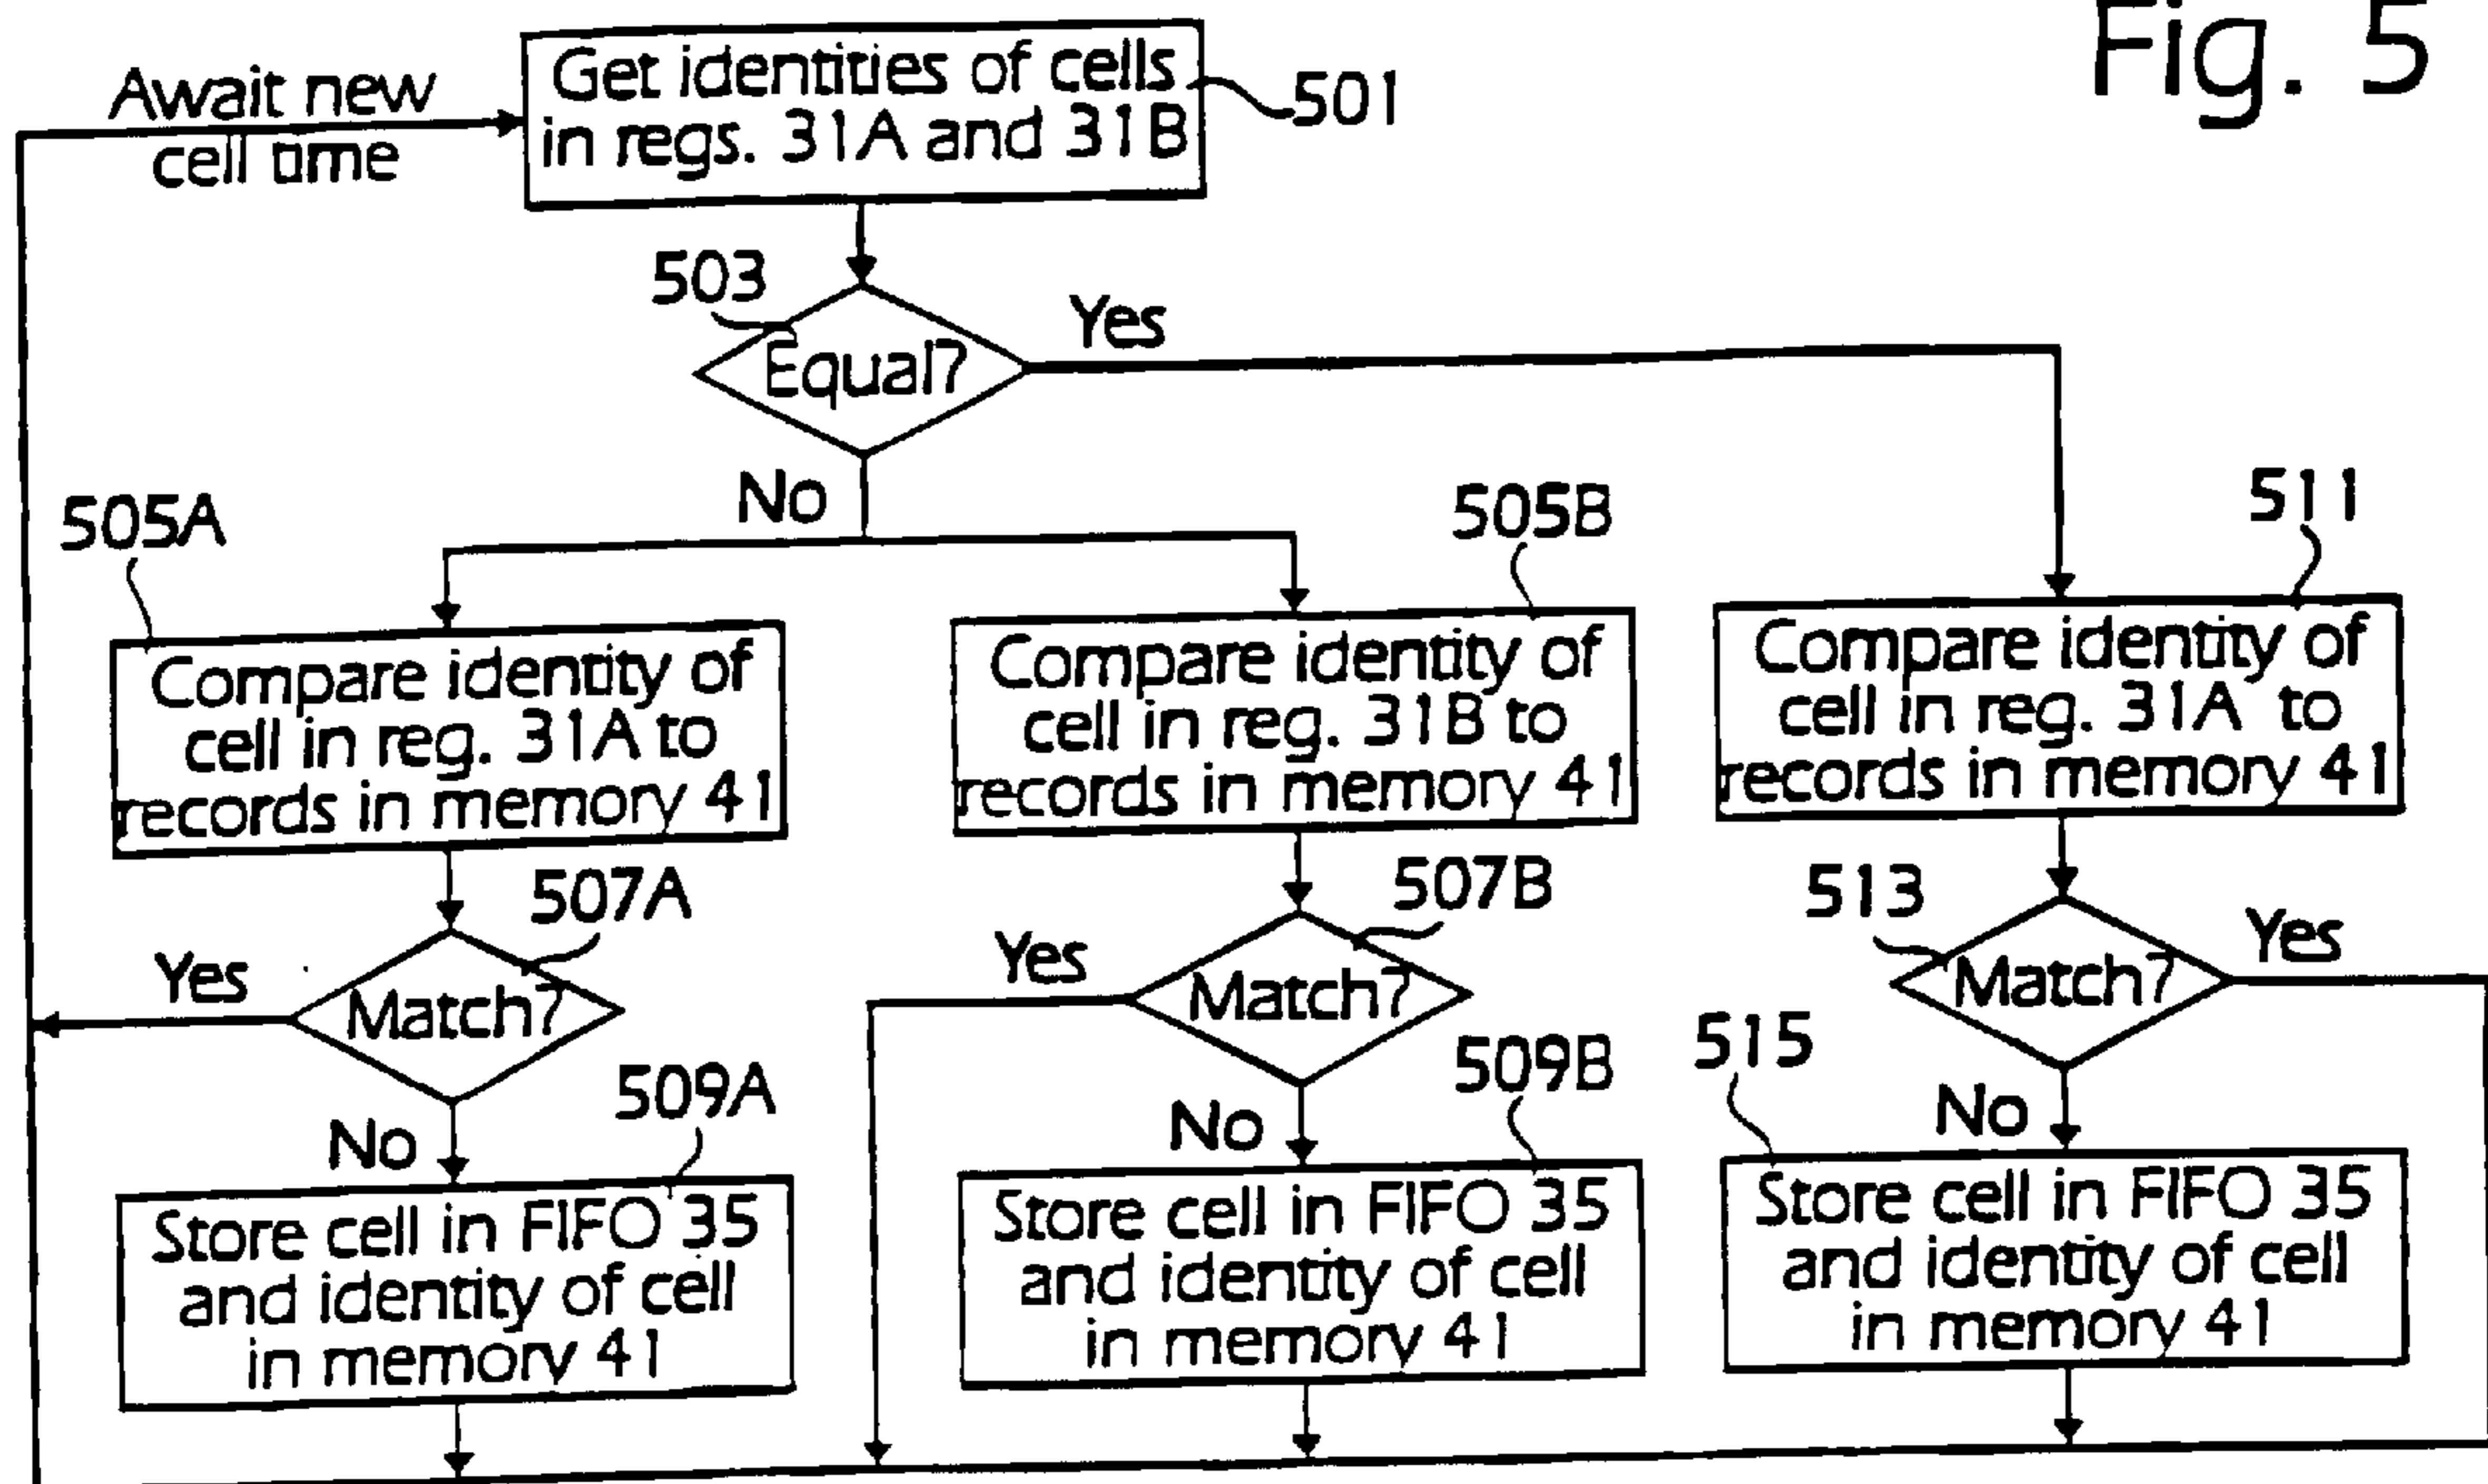 Fig. 5
Await new
cell time
Get identities of cells
in regs. 31A and 31B
501
503
Equal?
Yes
No
505A
505B
511
Compare identity of
cell in reg. 31A to
records in memory 41
Compare identity of
cell in reg. 31B to
records in memory 41
Compare identity of
cell in reg. 31A to
records in memory 41
507A
Yes
Match?
No
507B
Yes
Match?
No
513
Yes
Match?
No
509A
509B
515
Store cell in FIFO 35
and identity of cell
in memory 41
Store cell in FIFO 35
and identity of cell
in memory 41
Store cell in FIFO 35
and identity of cell
in memory 41